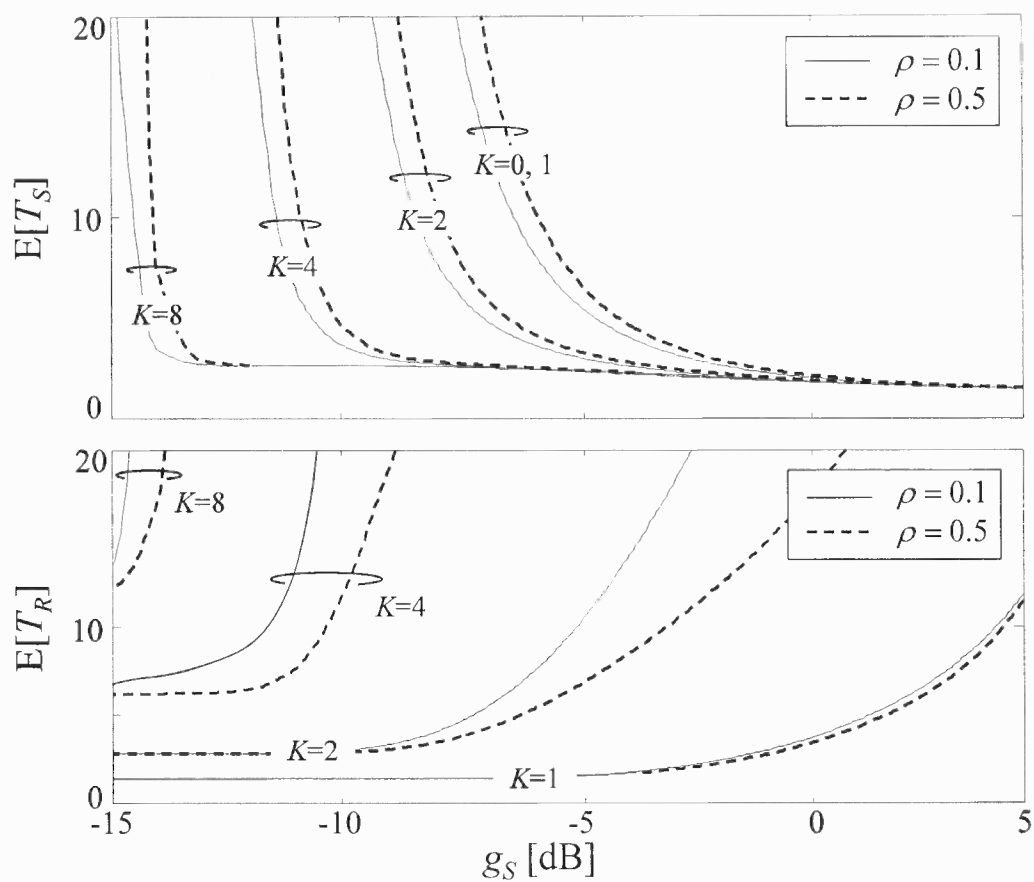 20
10
0
E[T_S]
ρ = 0.1
ρ = 0.5
K=0, 1
K=2
K=4
K=8
20
10
0
E[T_R]
ρ = 0.1
ρ = 0.5
K=8
K=4
K=2
K=1
-15 -10 -5 0 5
g_S [dB]